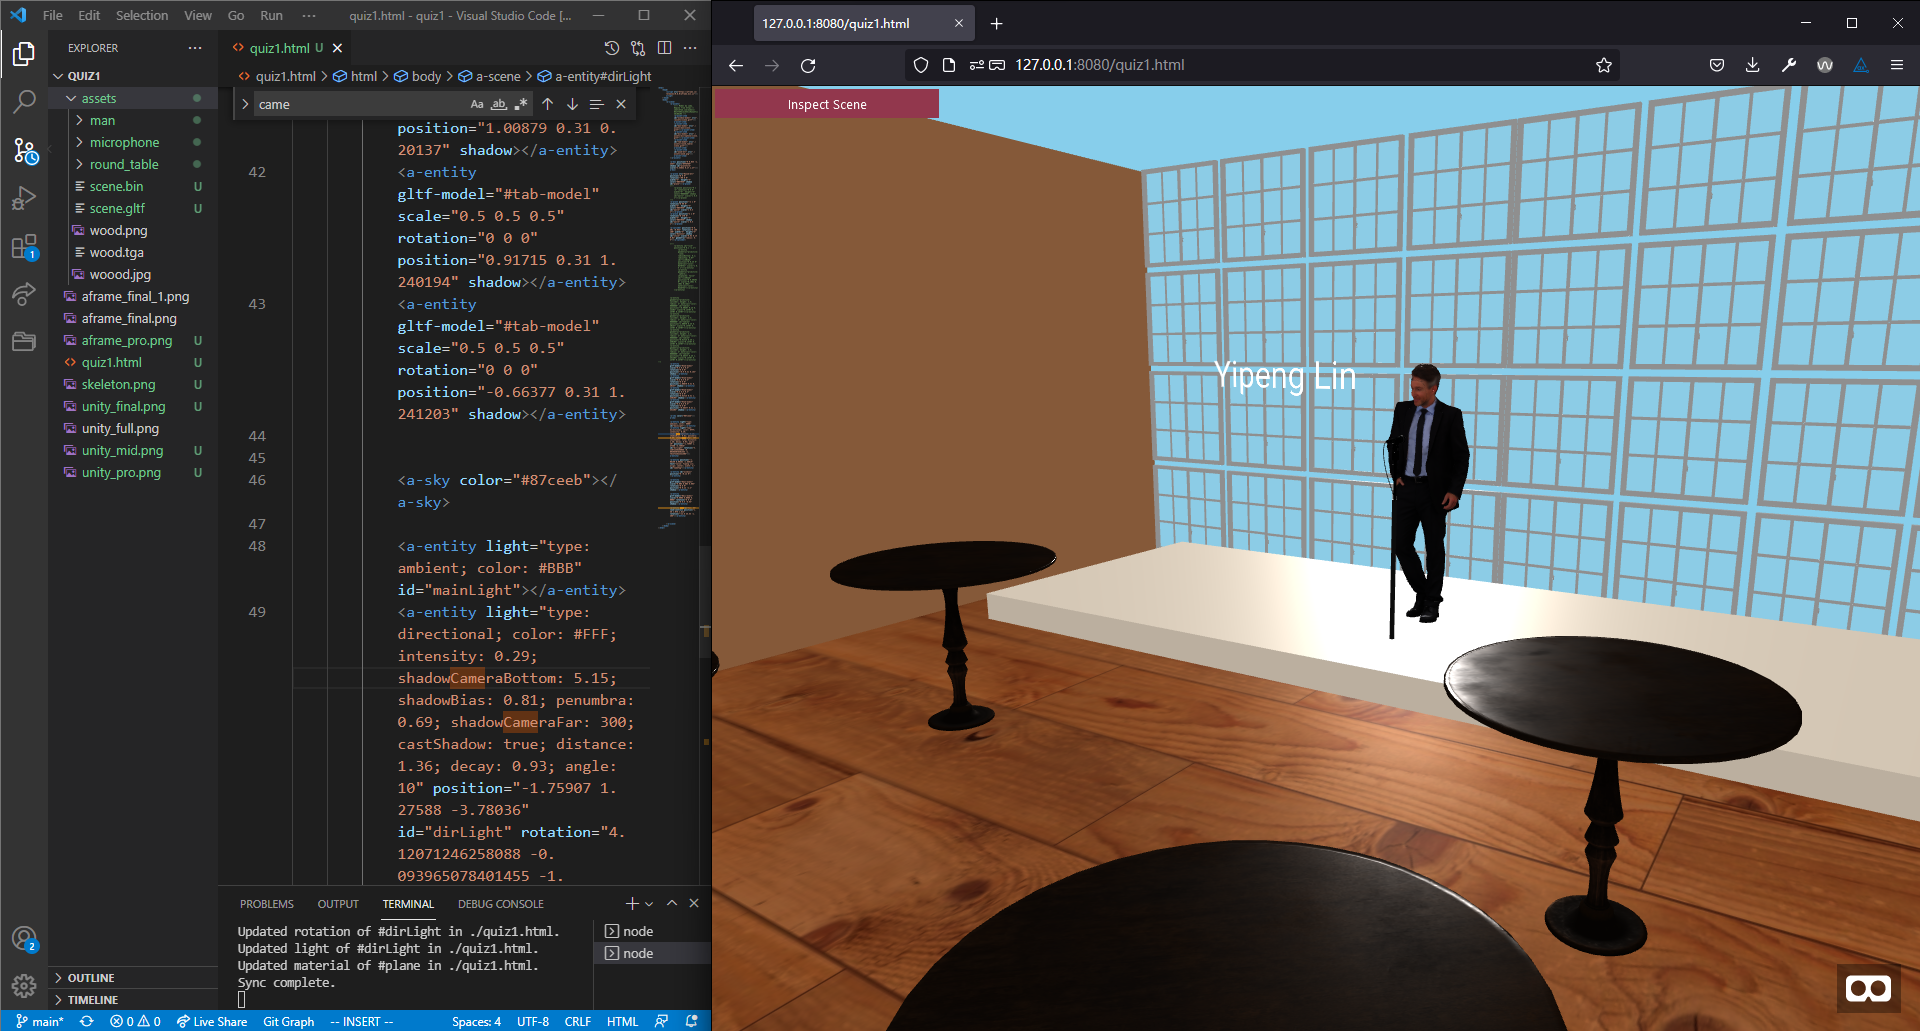 File Edit Selection View Go Run ··· quiz1.html - quiz1 - Visual Studio Code [...
EXPLORER ···
QUIZ1
assets
man
microphone
round_table
scene.bin U
scene.gltf U
wood.png
wood.tga
woood.jpg
aframe_final_1.png
aframe_final.png
aframe_pro.png U
quiz1.html U
skeleton.png U
unity_final.png U
unity_full.png
unity_mid.png U
unity_pro.png U
OUTLINE
TIMELINE
quiz1.html U
quiz1.html > html > body > a-scene > a-entity#dirLight
came Aa ab
position="1.00879 0.31 0.
20137" shadow></a-entity>
42 <a-entity
gltf-model="#tab-model"
scale="0.5 0.5 0.5"
rotation="0 0 0"
position="0.91715 0.31 1.
240194" shadow></a-entity>
43 <a-entity
gltf-model="#tab-model"
scale="0.5 0.5 0.5"
rotation="0 0 0"
position="-0.66377 0.31 1.
241203" shadow></a-entity>
44
45
46 <a-sky color="#87ceeb"></
a-sky>
47
48 <a-entity light="type:
ambient; color: #BBB"
id="mainLight"></a-entity>
49 <a-entity light="type:
directional; color: #FFF;
intensity: 0.29;
shadowCameraBottom: 5.15;
shadowBias: 0.81; penumbra:
0.69; shadowCameraFar: 300;
castShadow: true; distance:
1.36; decay: 0.93; angle:
10" position="-1.75907 1.
27588 -3.78036"
id="dirLight" rotation="4.
12071246258088 -0.
093965078401455 -1.
PROBLEMS OUTPUT TERMINAL DEBUG CONSOLE
Updated rotation of #dirLight in ./quiz1.html.
Updated light of #dirLight in ./quiz1.html.
Updated material of #plane in ./quiz1.html.
Sync complete.
node
node
1
2
main* 0 0 Live Share Git Graph -- INSERT -- Spaces: 4 UTF-8 CRLF HTML
127.0.0.1:8080/quiz1.html
127.0.0.1:8080/quiz1.html
Inspect Scene
Yipeng Lin